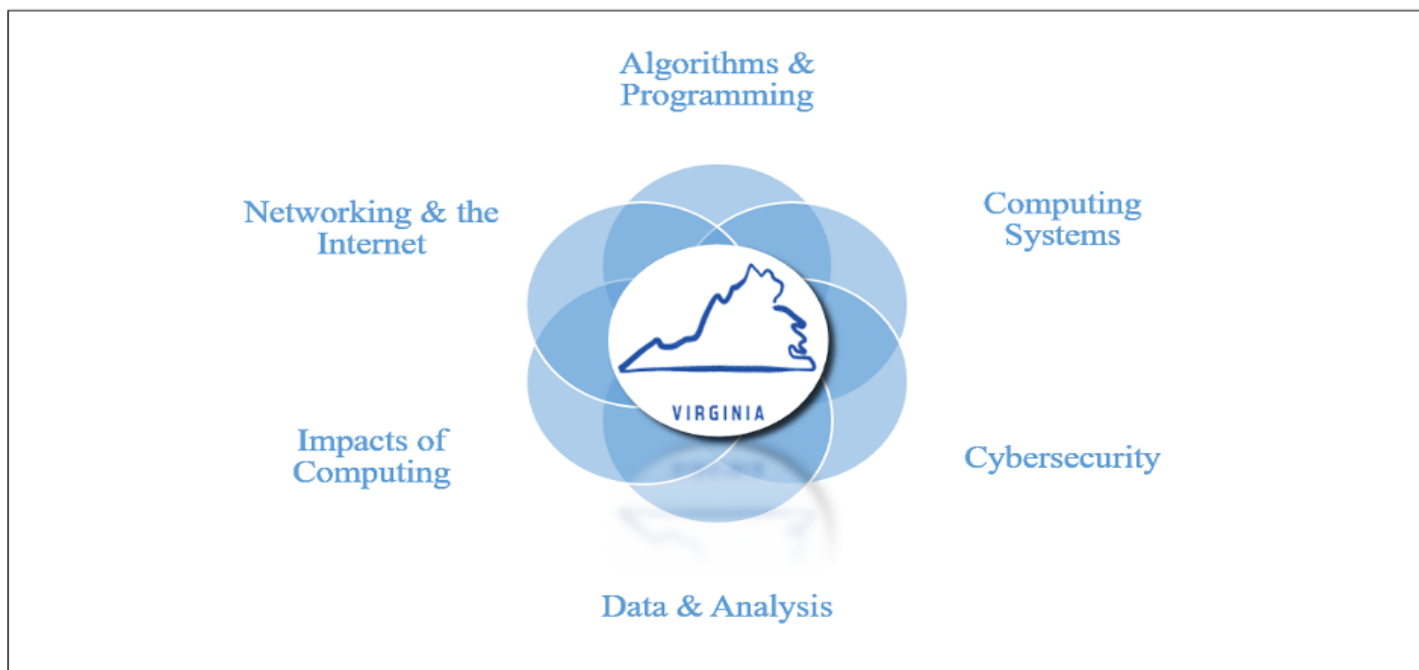 Algorithms &
Programming
Computing
Systems
Cybersecurity
Data & Analysis
Impacts of
Computing
Networking & the
Internet
VIRGINIA